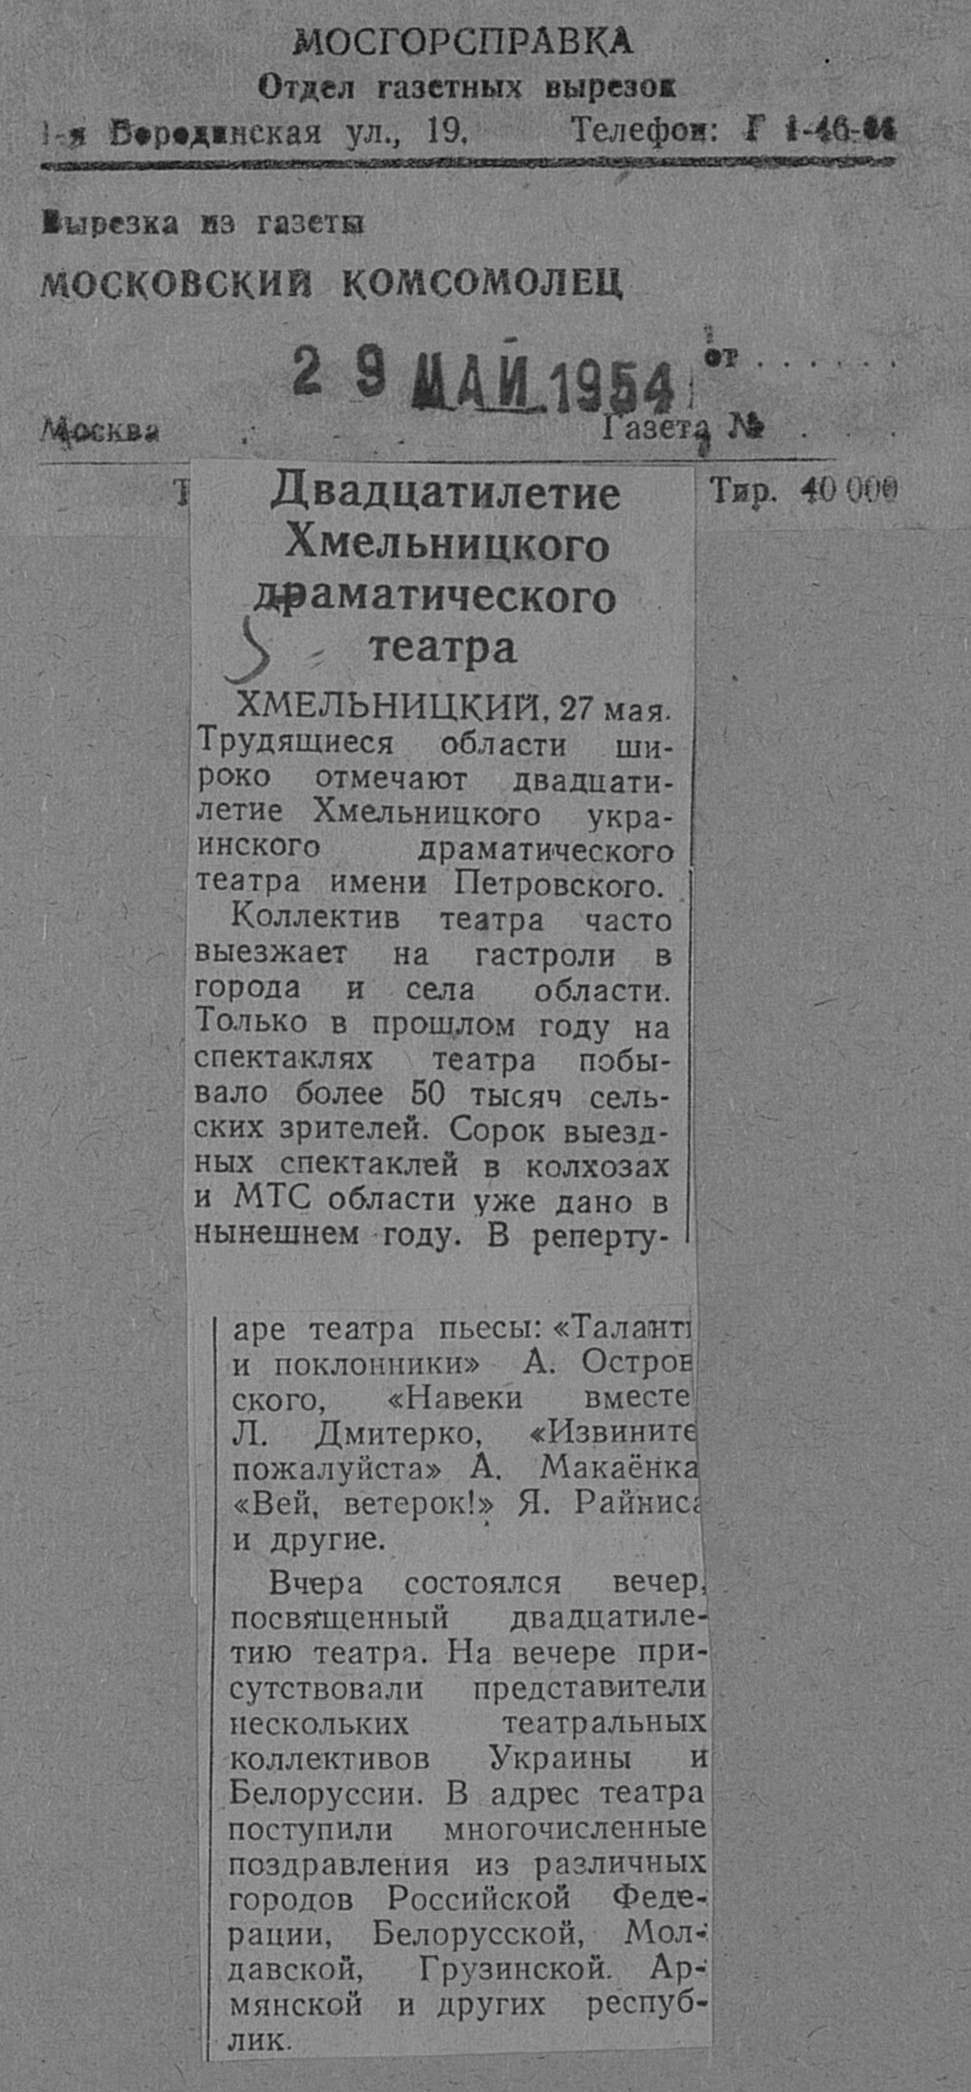 МОСГОРСПРАВКА
Отдел газетных вырезок
1-я Бородинская ул., 19. Телефон: Г 1-46-
Вырезка из газеты
МОСКОВСКИЙ КОМСОМОЛЕЦ
29 МАЙ 1954 от . . . . . .
Москва Газета № . . . .
Т Тир. 40 000
Двадцатилетие
Хмельницкого
драматического
театра
ХМЕЛЬНИЦКИЙ, 27 мая.
Трудящиеся области ши-
роко отмечают двадцати-
летие Хмельницкого укра-
инского драматического
театра имени Петровского.
Коллектив театра часто
выезжает на гастроли в
города и села области.
Только в прошлом году на
спектаклях театра побы-
вало более 50 тысяч сель-
ских зрителей. Сорок выезд-
ных спектаклей в колхозах
и МТС области уже дано в
нынешнем году. В реперту-
аре театра пьесы: «Таланты
и поклонники» А. Остров
ского, «Навеки вместе
Л. Дмитерко, «Извините
пожалуйста» А. Макаёнка
«Вей, ветерок!» Я. Райниса
и другие.
Вчера состоялся вечер,
посвященный двадцатиле-
тию театра. На вечере при-
сутствовали представители
нескольких театральных
коллективов Украины и
Белоруссии. В адрес театра
поступили многочисленные
поздравления из различных
городов Российской Феде-
рации, Белорусской, Мол-
давской, Грузинской. Ар-
мянской и других респуб-
лик.